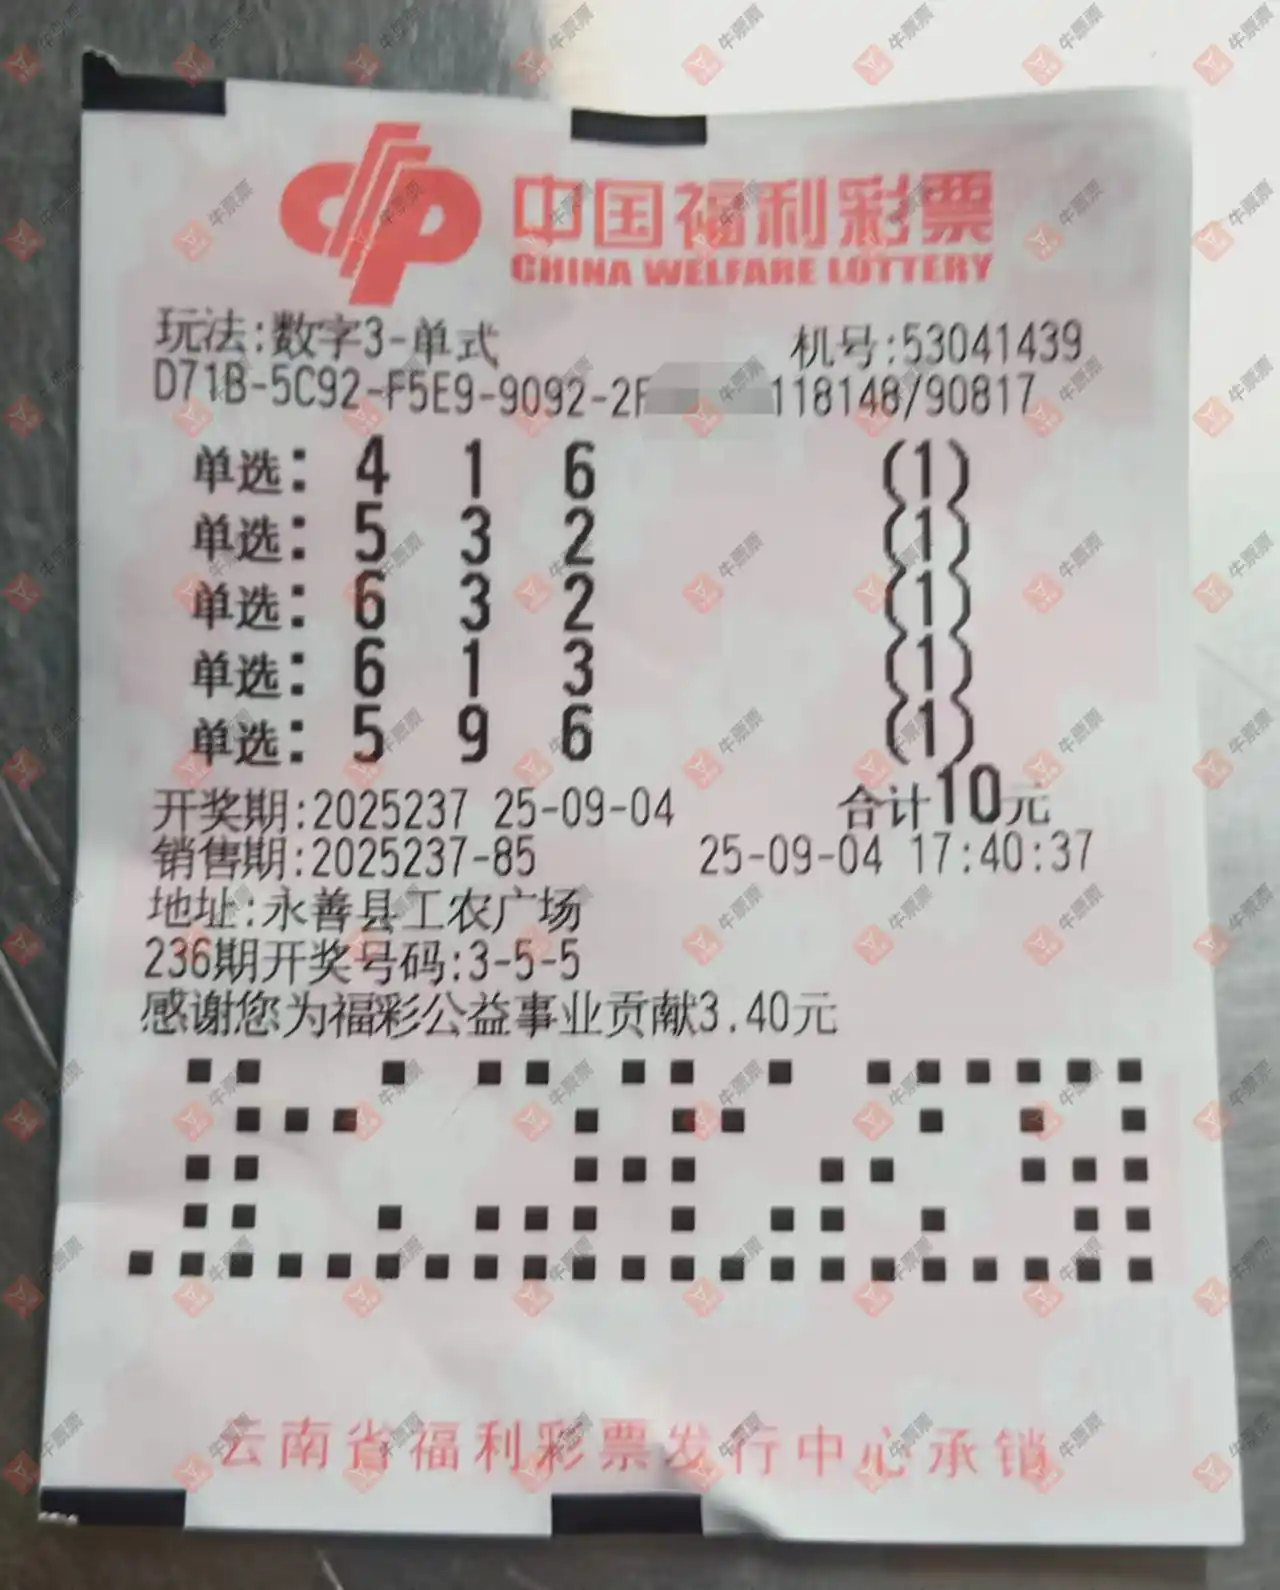 中国福利彩票
CHINA WELFARE LOTTERY
玩法:数字3-单式 机号:53041439
D71B-5C92-F5E9-9092-2 118148/90817
单选: 4 1 6 (1)
单选: 5 3 2 (1)
单选: 6 3 2 (1)
单选: 6 1 3 (1)
单选: 5 9 6 (1)
开奖期:2025237 25-09-04 合计10元
销售期:2025237-85 25-09-04 17:40:37
地址:永善县工农广场
236期开奖号码:3-5-5
感谢您为福彩公益事业贡献3.40元
云南省福利彩票发行中心承销
牛票票